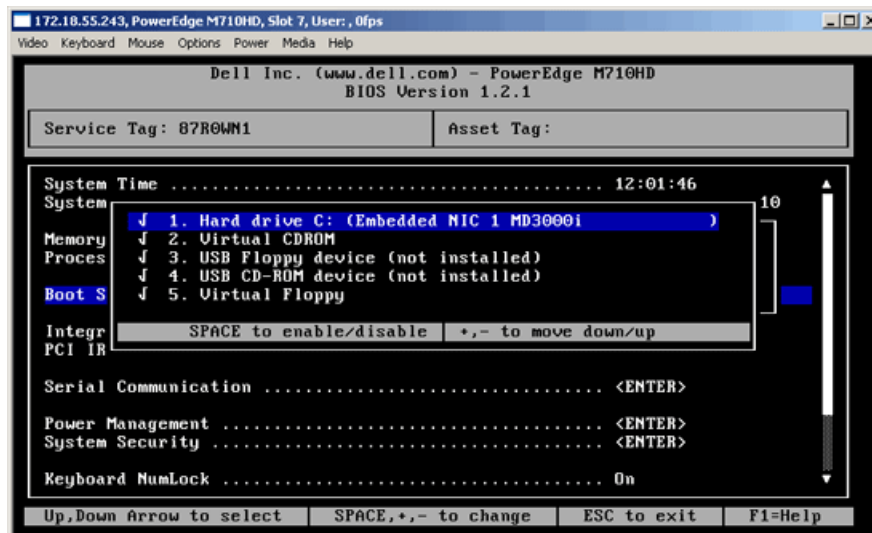 172.18.55.243, PowerEdge M710HD, Slot 7, User: , 0fps
Video Keyboard Mouse Options Power Media Help
Dell Inc. (www.dell.com) - PowerEdge M710HD
BIOS Version 1.2.1
Service Tag: 87R0WN1 Asset Tag:
System Time ...................................... 12:01:46
System 10
√ 1. Hard drive C: (Embedded NIC 1 MD3000i )
Memory √ 2. Virtual CDROM
Proces √ 3. USB Floppy device (not installed)
√ 4. USB CD-ROM device (not installed)
Boot S √ 5. Virtual Floppy
Integr SPACE to enable/disable +,- to move down/up
PCI IR
Serial Communication .............................. <ENTER>
Power Management .................................. <ENTER>
System Security ................................... <ENTER>
Keyboard NumLock .................................. On
Up,Down Arrow to select SPACE,+,- to change ESC to exit F1=Help